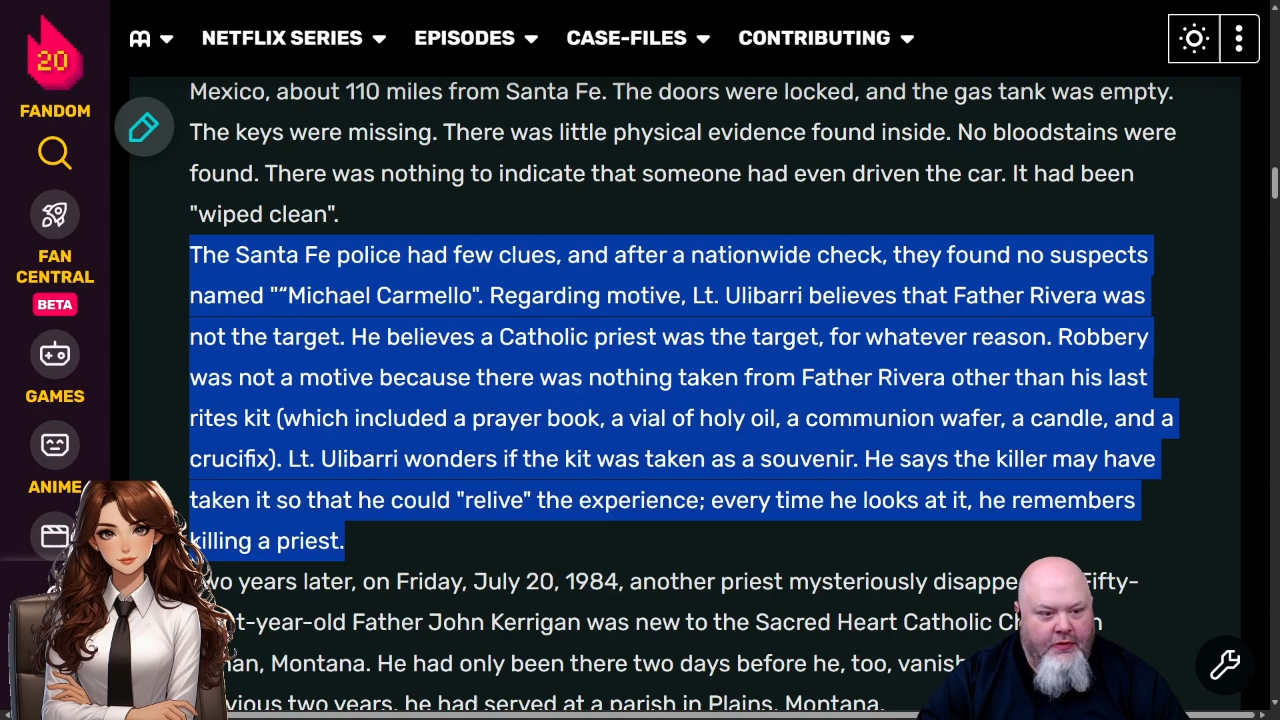 20
FANDOM
FAN
CENTRAL
BETA
GAMES
ANIME
NETFLIX SERIES
EPISODES
CASE-FILES
CONTRIBUTING
Mexico, about 110 miles from Santa Fe. The doors were locked, and the gas tank was empty.
The keys were missing. There was little physical evidence found inside. No bloodstains were
found. There was nothing to indicate that someone had even driven the car. It had been
"wiped clean".
The Santa Fe police had few clues, and after a nationwide check, they found no suspects
named "“Michael Carmello". Regarding motive, Lt. Ulibarri believes that Father Rivera was
not the target. He believes a Catholic priest was the target, for whatever reason. Robbery
was not a motive because there was nothing taken from Father Rivera other than his last
rites kit (which included a prayer book, a vial of holy oil, a communion wafer, a candle, and a
crucifix). Lt. Ulibarri wonders if the kit was taken as a souvenir. He says the killer may have
taken it so that he could "relive" the experience; every time he looks at it, he remembers
killing a priest.
years later, on Friday, July 20, 1984, another priest mysteriously Fifty-
-year-old Father John Kerrigan was new to the Sacred Heart Catholic
Montana. He had only been there two days before he, too,
two years, he had served at a parish in Plains, Montana.